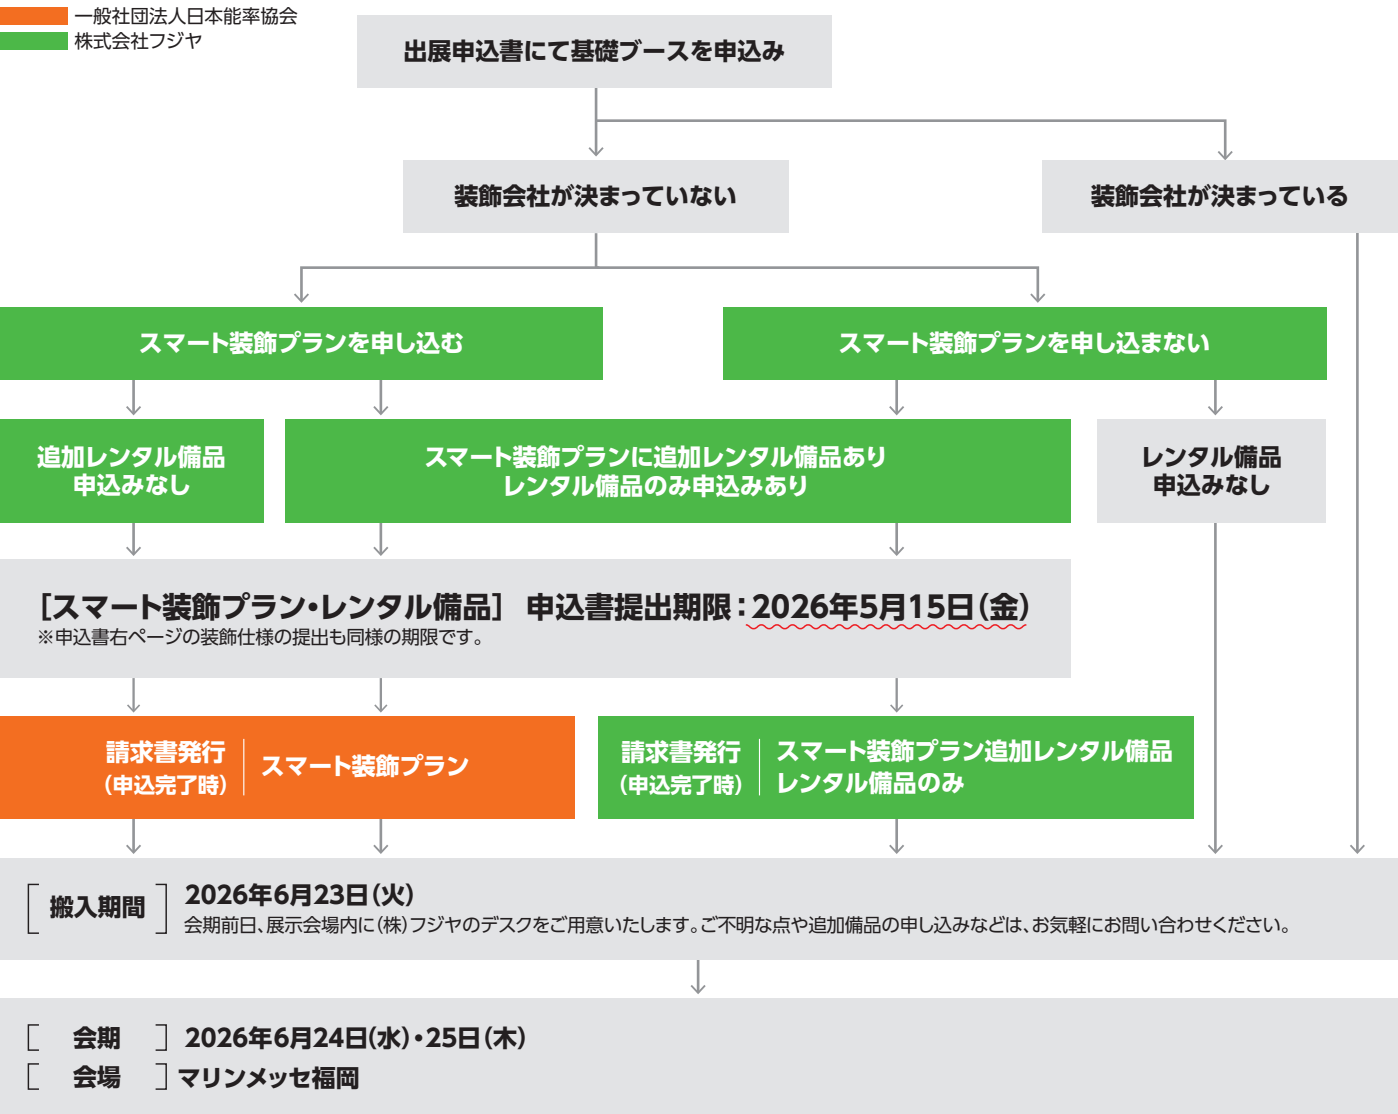 一般社団法人日本能率協会
株式会社フジヤ
出展申込書にて基礎ブースを申込み
装飾会社が決まっていない
装飾会社が決まっている
スマート装飾プランを申し込む
スマート装飾プランを申し込まない
追加レンタル備品
申込みなし
スマート装飾プランに追加レンタル備品あり
レンタル備品のみ申込みあり
レンタル備品
申込みなし
[スマート装飾プラン・レンタル備品] 申込書提出期限：2026年5月15日（金）
※申込書右ページの装飾仕様の提出も同様の期限です。
請求書発行
（申込完了時）
スマート装飾プラン
請求書発行
（申込完了時）
スマート装飾プラン追加レンタル備品
レンタル備品のみ
[搬入期間] 2026年6月23日（火）
会期前日、展示会場内に（株）フジヤのデスクをご用意いたします。ご不明な点や追加備品の申し込みなどは、お気軽にお問い合わせください。
[会期] 2026年6月24日（水）・25日（木）
[会場] マリンメッセ福岡